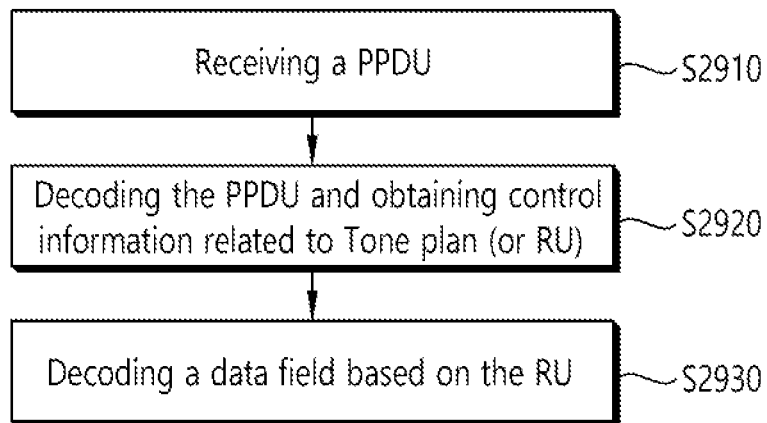 Receiving a PPDU
S2910
Decoding the PPDU and obtaining control
information related to Tone plan (or RU)
S2920
Decoding a data field based on the RU
S2930